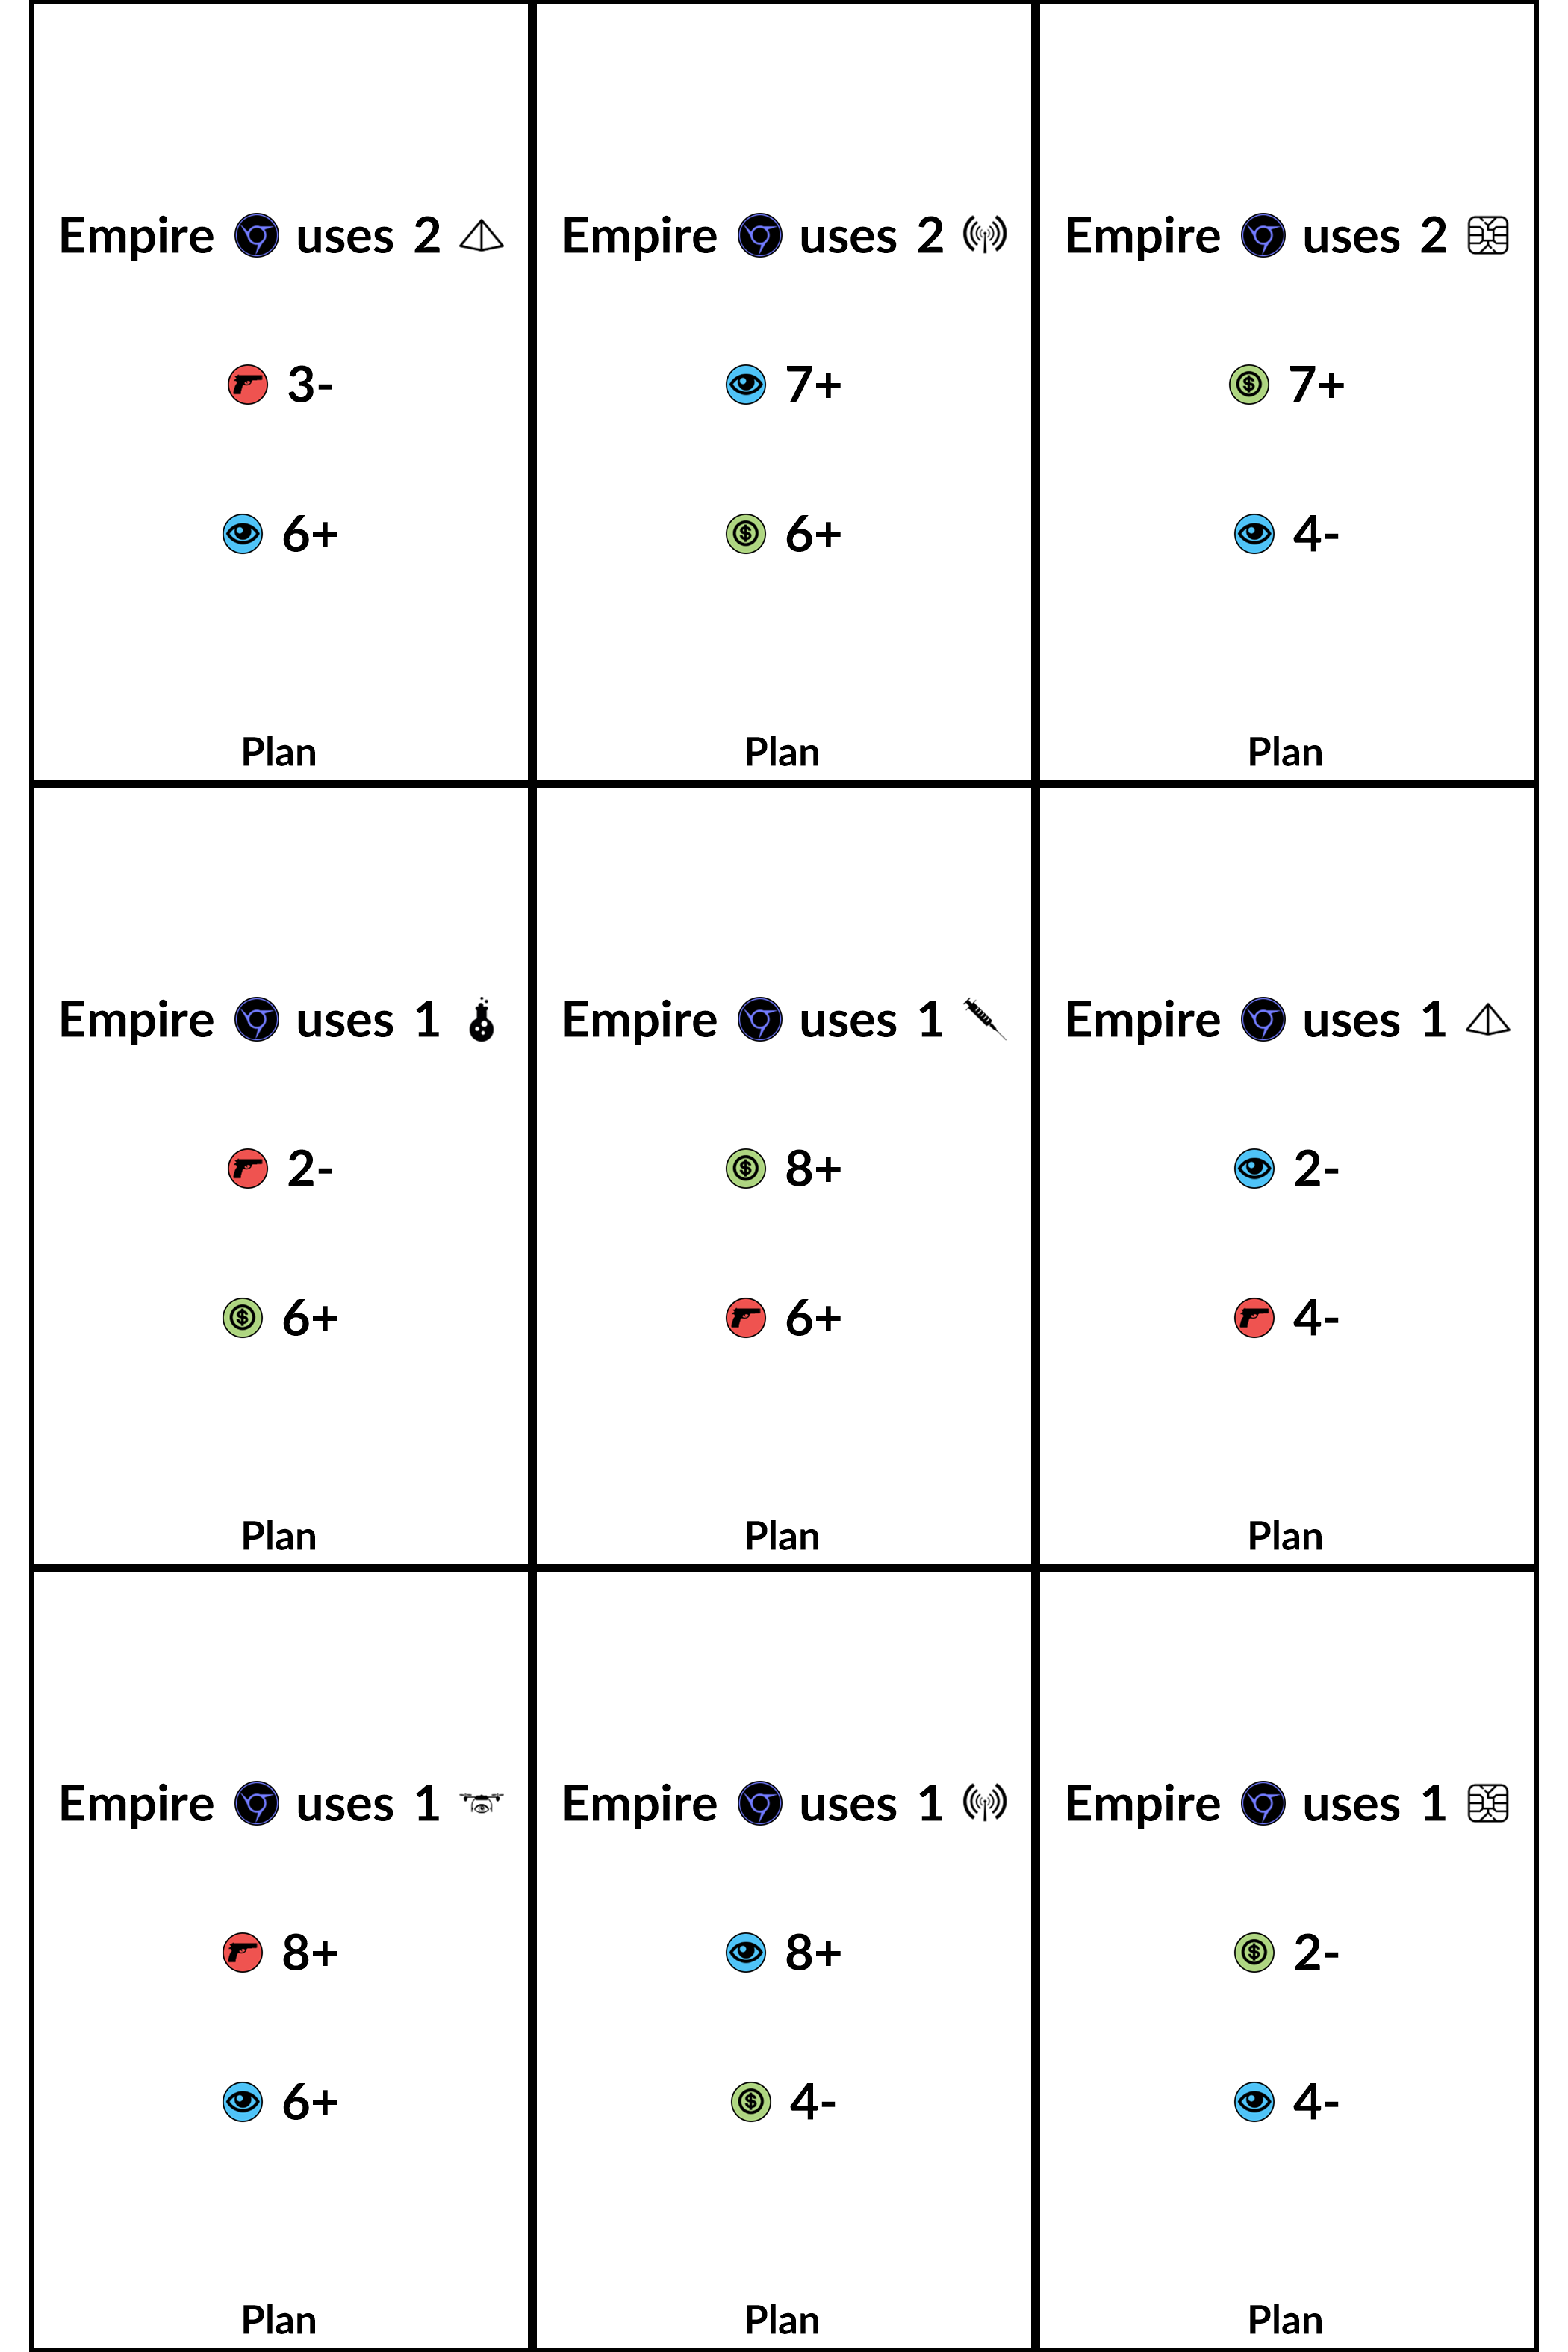 Empire uses 2
3-
6+
Plan
Empire uses 2
7+
6+
Plan
Empire uses 2
7+
4-
Plan
Empire uses 1
2-
6+
Plan
Empire uses 1
8+
6+
Plan
Empire uses 1
2-
4-
Plan
Empire uses 1
8+
6+
Plan
Empire uses 1
8+
4-
Plan
Empire uses 1
2-
4-
Plan